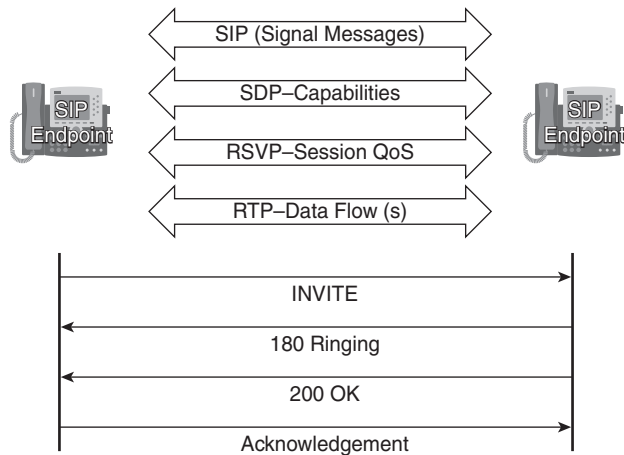 SIP (Signal Messages)
SIP
Endpoint
SDP–Capabilities
SIP
Endpoint
RSVP–Session QoS
RTP–Data Flow (s)
INVITE
180 Ringing
200 OK
Acknowledgement